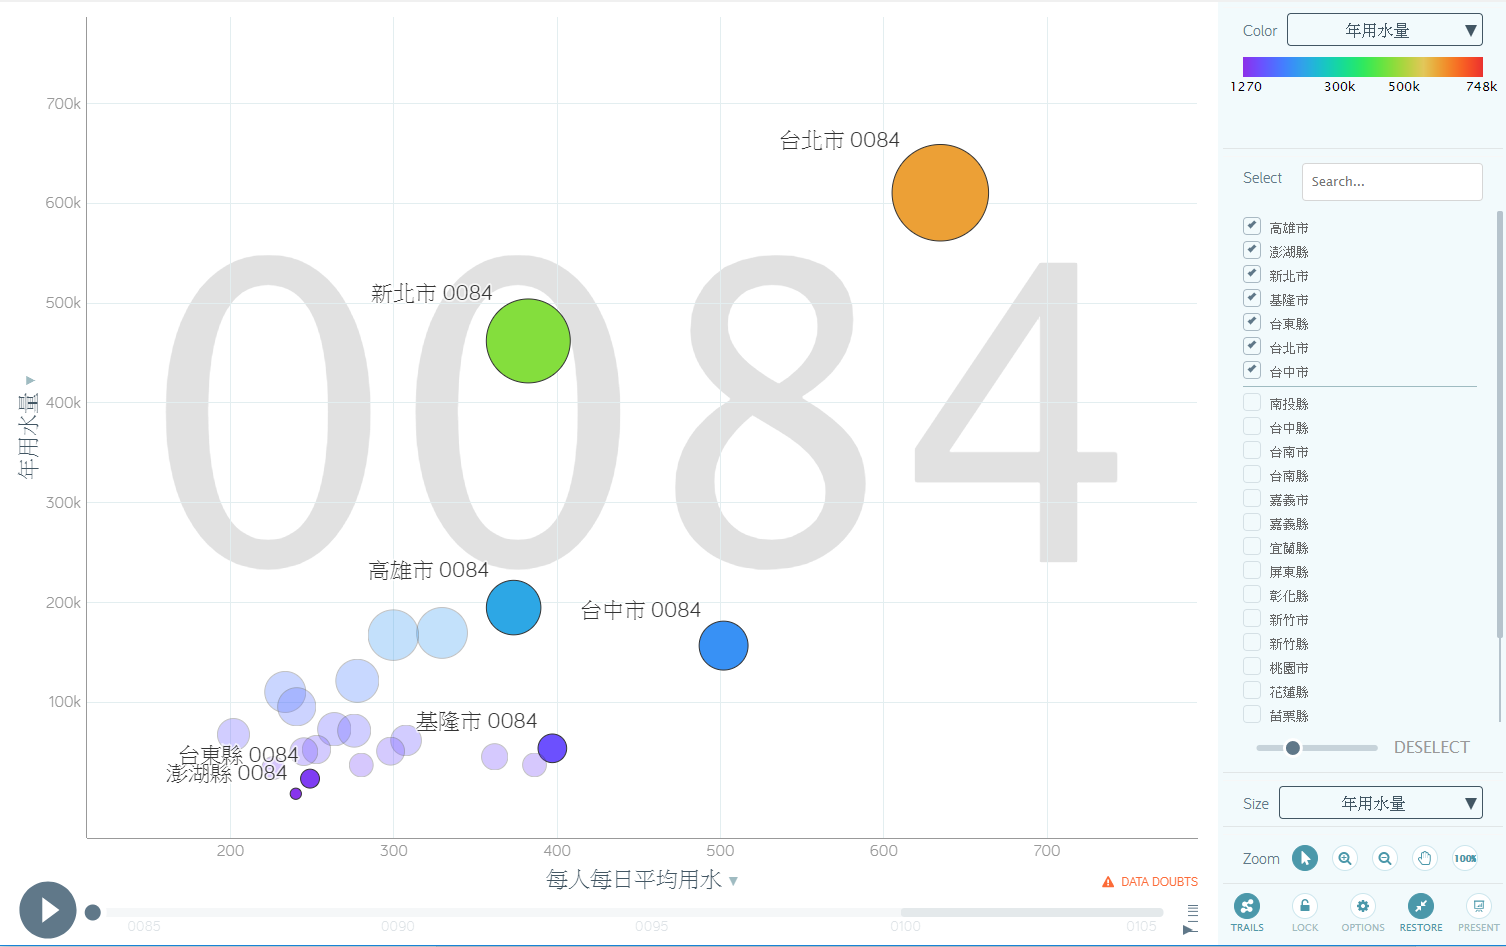 Color 年用水量 ▼
1270 300k 500k 748k
Select Search...
高雄市
澎湖縣
新北市
基隆市
台東縣
台北市
台中市
南投縣
台中縣
台南市
台南縣
嘉義市
嘉義縣
宜蘭縣
屏東縣
彰化縣
新竹市
新竹縣
桃園市
花蓮縣
苗栗縣
DESELECT
Size 年用水量 ▼
Zoom 100%
TRAILS LOCK OPTIONS RESTORE PRESENT
0084
700k
600k
500k
400k
300k
200k
100k
年用水量 ▼
台北市 0084
新北市 0084
高雄市 0084
台中市 0084
基隆市 0084
台東縣 0084
澎湖縣 0084
200 300 400 500 600 700
每人每日平均用水 ▼
DATA DOUBTS
0085 0090 0095 0100 0105